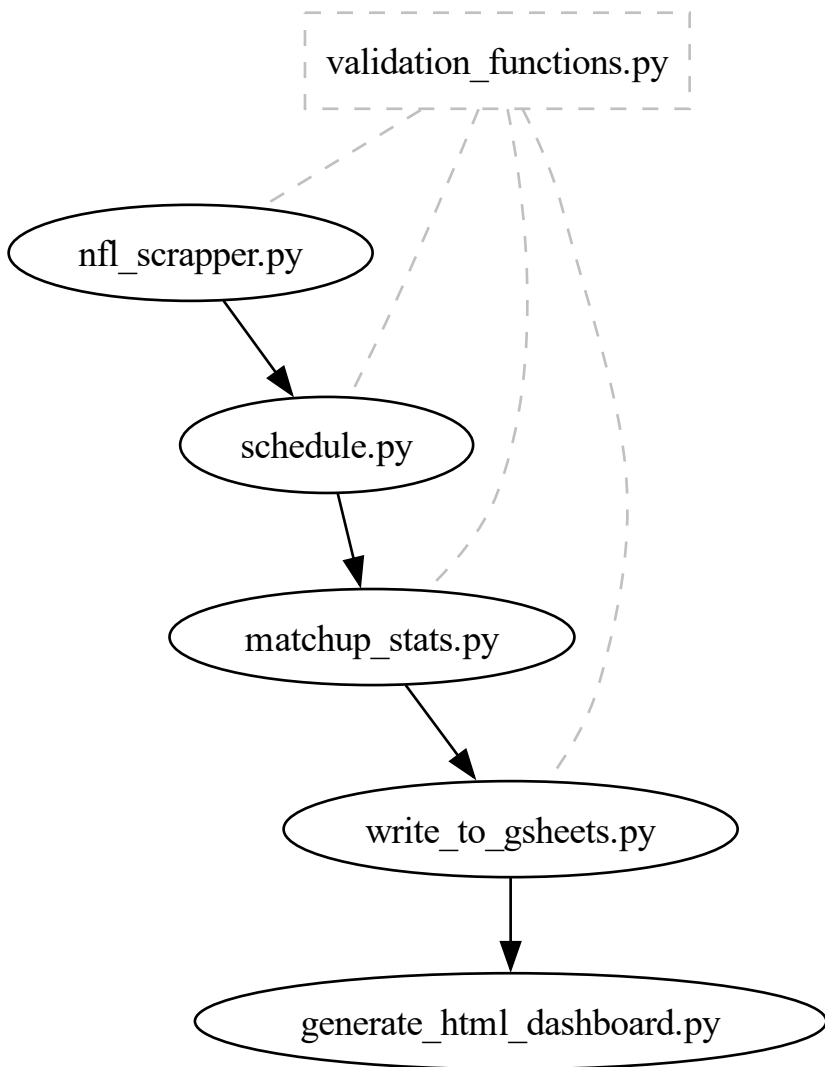 validation_functions.py
nfl_scrapper.py
schedule.py
matchup_stats.py
write_to_gsheets.py
generate_html_dashboard.py